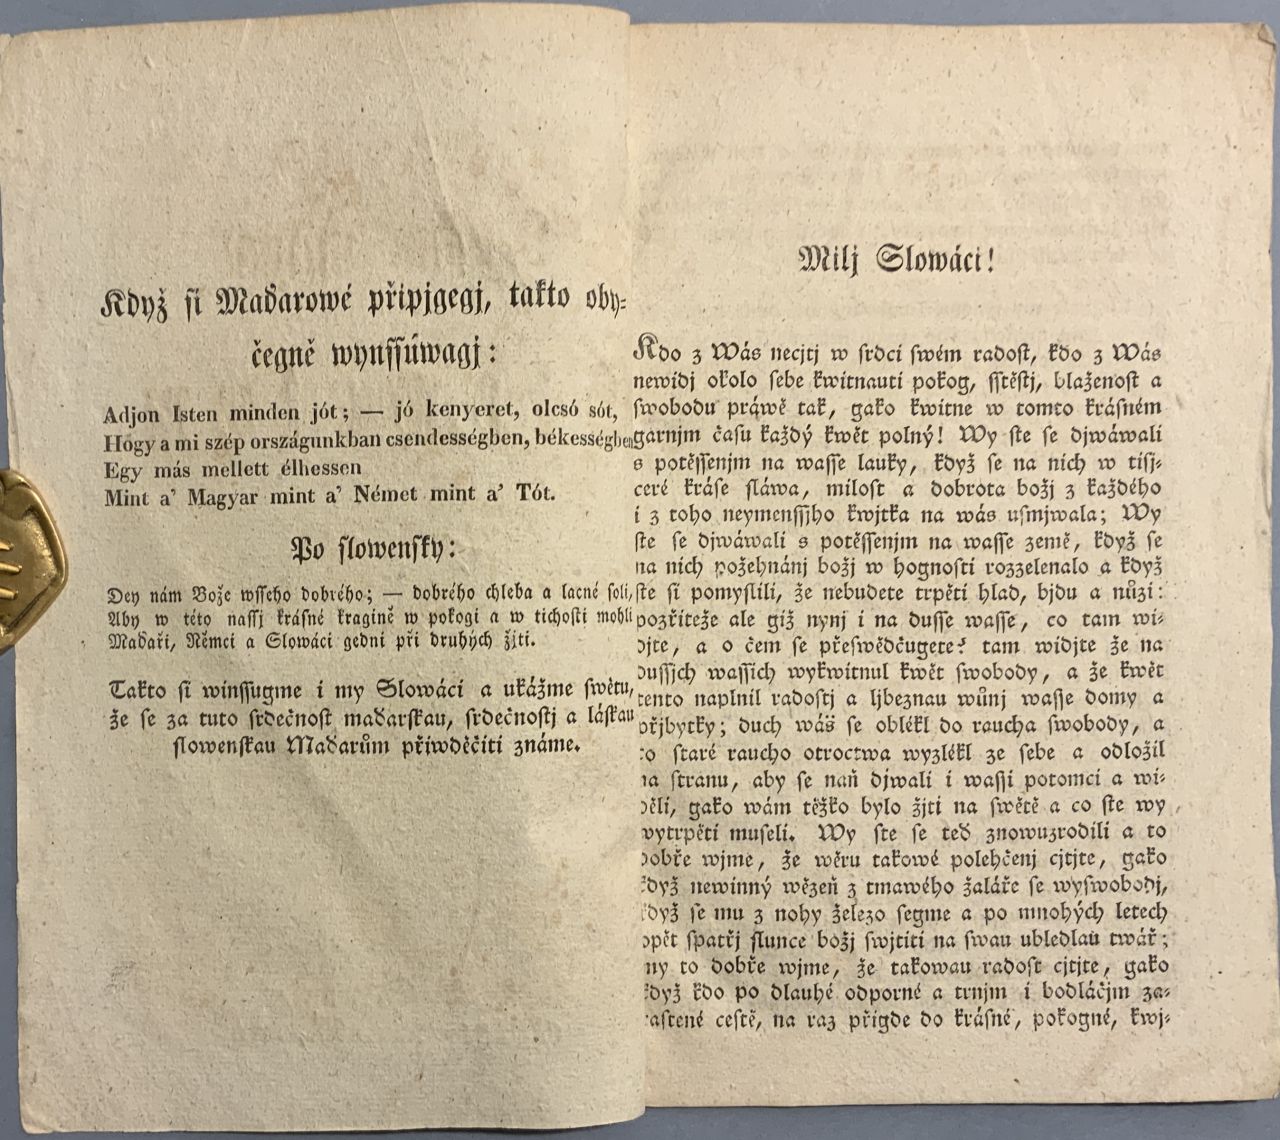 Když si Maďarowé připjgegj, takto oby-
čegně wynſſúwagj:
Adjon Isten minden jót; — jó kenyeret, olcsó sót,
Hogy a mi szép országunkban csendességben, békességben
Egy más mellett élhessen
Mint a' Magyar mint a' Német mint a' Tót.
Po ſlowenſky:
Dey nám Bože wſſeho dobrého; — dobrého chleba a lacné ſoli,
Aby w této naſſj kráſné kragině w pokogi a w tichoſti mohli
Maďaři, Němci a Slowáci gedni při druhých žjti.
Takto ſi winſſugme i my Slowáci a ukážme ſwětu,
že ſe za tuto ſrdečnoſt maďarſkau, ſrdečnoſtj a láſkau
ſlowenſkau Maďarům přiwděčiti známe.
Milj Slowáci!
Kdo z Wás necjtj w ſrdci ſwém radoſt, kdo z Wás
newidj okolo ſebe kwitnauti pokog, ſſtěſtj, blaženoſt a
ſwobodu práwě tak, gako kwitne w tomto kráſném
garnjm čaſu každý kwět polný! Wy ſte ſe djwáwali
s potěſſenjm na waſſe lauky, když ſe na nich w tiſj-
ceré kráſe ſláwa, miloſt a dobrota božj z každého
i z toho neymenſſjho kwjtka na wás uſmjwala; Wy
ſte ſe djwáwali s potěſſenjm na waſſe země, když ſe
na nich požehnánj božj w hognoſti rozzelenalo a když
ſte ſi pomyſlili, že nebudete trpěti hlad, bjdu a nůzi:
pozřiteže ale giž nynj i na duſſe waſſe, co tam wi-
djte, a o čem ſe přeſwědčugete? tam widjte že na
duſſjch waſſich wykwitnul kwět ſwobody, a že kwět
tento naplnil radoſtj a ljbeznau wůnj waſſe domy a
přjbytky; duch wáš ſe oblékl do raucha ſwobody, a
to ſtaré raucho otroctwa wyzlékl ze ſebe a odložil
na ſtranu, aby ſe naň djwali i waſſi potomci a wi-
děli, gako wám těžko bylo žjti na ſwětě a co ſte wy
wytrpěti muſeli. Wy ſte ſe teď znowuzrodili a to
dobře wjme, že wěru takowé polehčenj cjtjte, gako
když newinný wězeň z tmawého žaláře ſe wyſwobodj,
když ſe mu z nohy železo ſegme a po mnohých letech
opět ſpatřj ſlunce božj ſwjtiti na ſwau ubledlau twář;
my to dobře wjme, že takowau radoſt cjtjte, gako
když kdo po dlauhé odporné a trnjm i bodláčjm za-
raſtené ceſtě, na raz přigde do kráſné, pokogné, kwj-